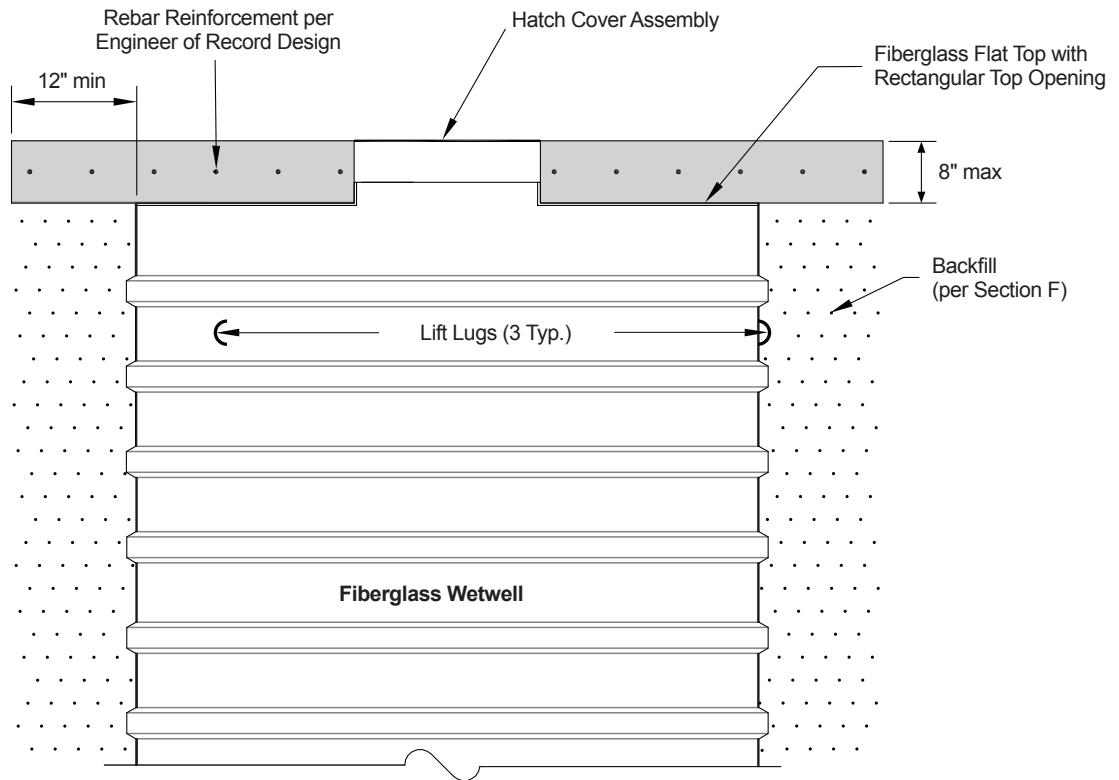 Rebar Reinforcement per
Engineer of Record Design
Hatch Cover Assembly
Fiberglass Flat Top with
Rectangular Top Opening
12" min
8" max
Backfill
(per Section F)
Lift Lugs (3 Typ.)
Fiberglass Wetwell